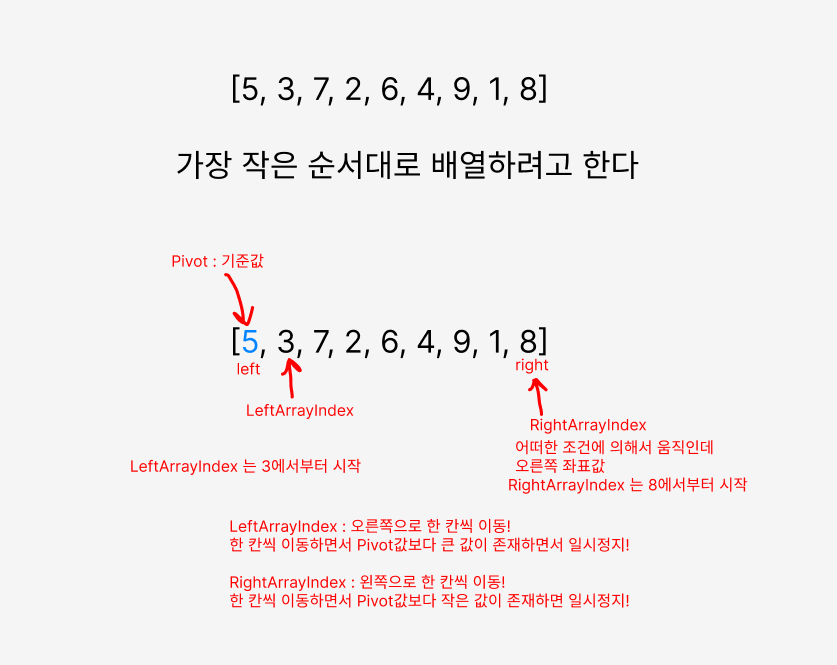 [5, 3, 7, 2, 6, 4, 9, 1, 8]
가장 작은 순서대로 배열하려고 한다
Pivot : 기준값
[5, 3, 7, 2, 6, 4, 9, 1, 8]
left
right
LeftArrayIndex
RightArrayIndex
어떠한 조건에 의해서 움직인데
오른쪽 좌표값
LeftArrayIndex 는 3에서부터 시작
RightArrayIndex 는 8에서부터 시작
LeftArrayIndex : 오른쪽으로 한 칸씩 이동!
한 칸씩 이동하면서 Pivot값보다 큰 값이 존재하면서 일시정지!
RightArrayIndex : 왼쪽으로 한 칸씩 이동!
한 칸씩 이동하면서 Pivot값보다 작은 값이 존재하면 일시정지!